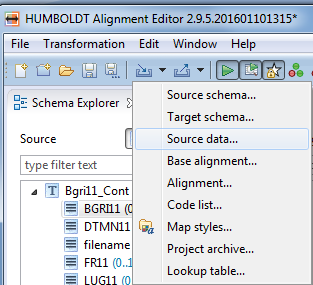 HUMBOLDT Alignment Editor 2.9.5.201601101315*
File Transformation Edit Window Help
Schema Explorer
Source
type filter text
T Bgri11_Cont
BGRI11 (0
DTMN11
filename
FR11 (0..1
LUG11 (0
Source schema...
Target schema...
Source data...
Base alignment...
Alignment...
Code list...
Map styles...
Project archive...
Lookup table...